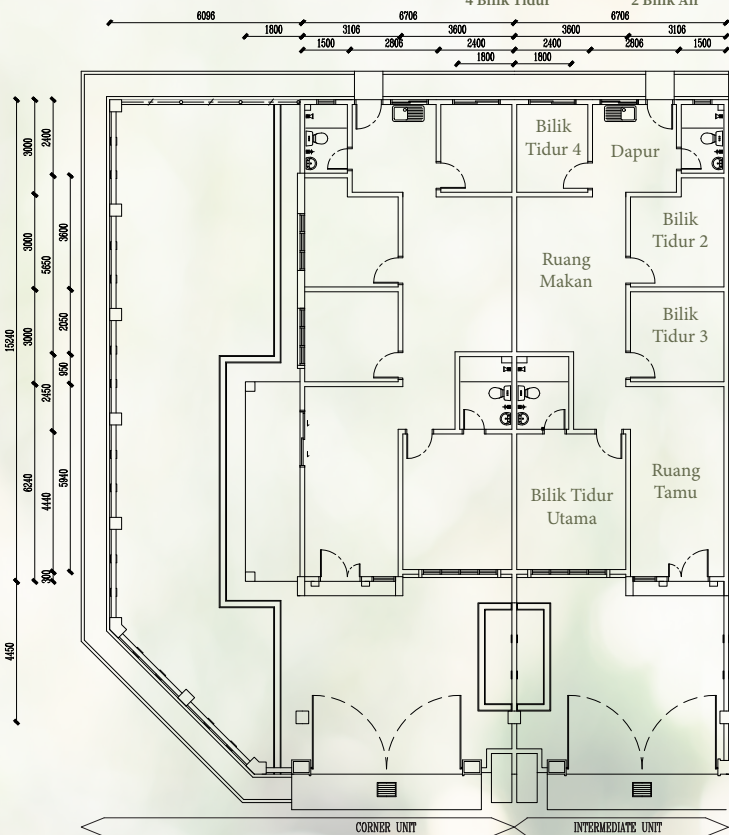 4 Bilik Tidur
2 Bilik Air
6096
6706
6706
1800
3106
3600
3600
3106
1500
2806
2400
2400
2806
1500
1800
1800
Bilik
Tidur 4
Dapur
Bilik
Tidur 2
Ruang
Makan
Bilik
Tidur 3
Bilik Tidur
Utama
Ruang
Tamu
15240
4450
3000
3000
3000
6240
2400
5650
2450
4440
300
3600
2050
950
5940
CORNER UNIT
INTERMEDIATE UNIT